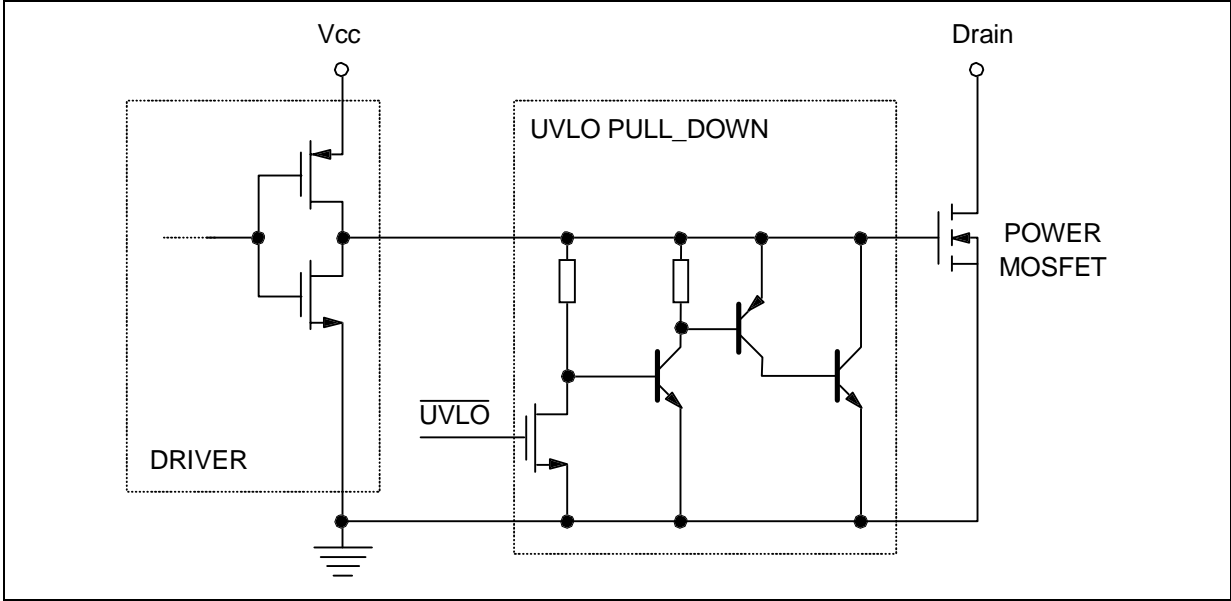 Vcc
Drain
UVLO PULL_DOWN
POWER
MOSFET
UVLO
DRIVER